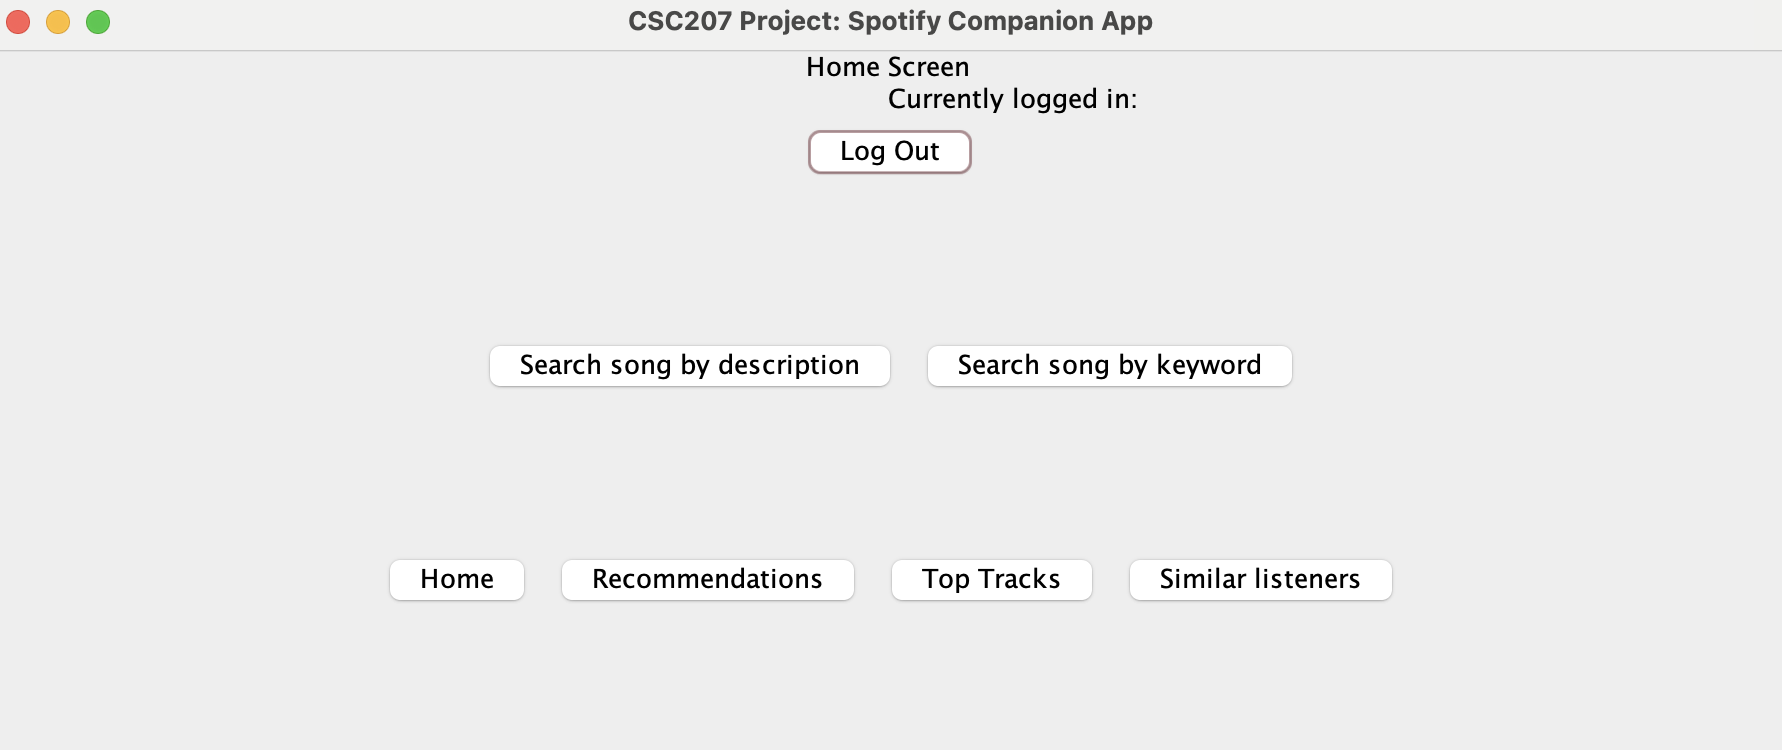 CSC207 Project: Spotify Companion App
Home Screen
Currently logged in:
Log Out
Search song by description Search song by keyword
Home Recommendations Top Tracks Similar listeners